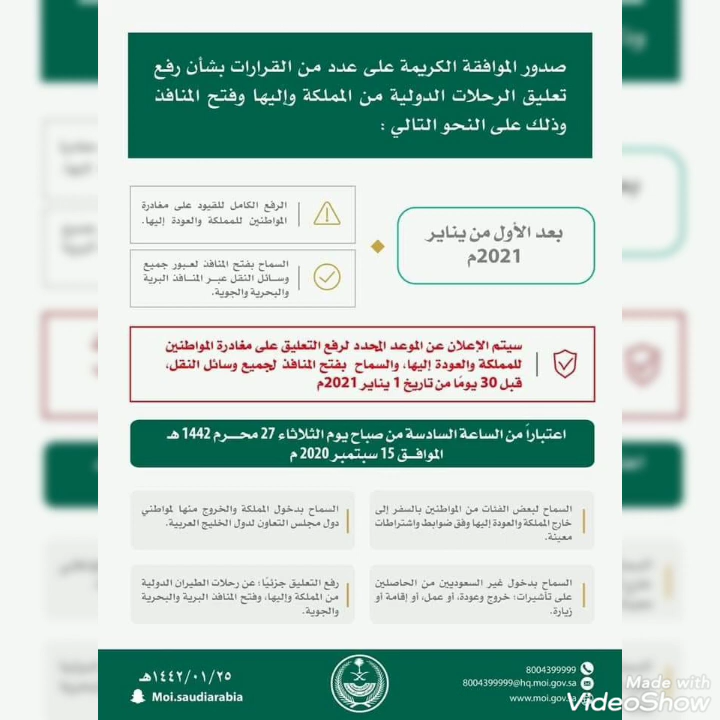 صدور الموافقة الكريمة على عدد من القرارات بشأن رفع
تعليق الرحلات الدولية من المملكة وإليها وفتح المنافذ
وذلك على النحو التالي :
بعد الأول من يناير
2021م
الرفع الكامل للقيود على مغادرة
المواطنين للمملكة والعودة إليها.
السماح بفتح المنافذ لعبور جميع
وسائل النقل عبـر المنـافذ البرية
والبحرية والجوية.
سيتم الإعلان عن الموعد المحدد لرفع التعليق على مغادرة المواطنين
للمملكة والعودة إليها، والسماح بفتح المنافذ لجميع وسائل النقل،
قبل 30 يومًا من تاريخ 1 يناير 2021م
اعتباراً من الساعة السادسة من صباح يوم الثلاثاء 27 محـــرم 1442 هـ
الموافــق 15 سبتمبر 2020 م
السماح لبعض الفئات من المواطنين بالسفر إلى
خارج المملكة والعودة إليها وفق ضوابط واشتراطات
معينة.
السماح بدخول المملكة والخروج منها لمواطني
دول مجلس التعاون لدول الخليج العربية.
السماح بدخول غير السعوديين من الحاصلين
على تأشيرات؛ خروج وعودة، أو عمل، أو إقامة أو
زيارة.
رفع التعليق جزئيًا؛ عن رحلات الطيران الدولية
من المملكة وإليها، وفتح المنافذ البرية والبحرية
والجوية.
8004399999
8004399999@hq.moi.gov.sa
www.moi.gov.sa
١٤٤٢/٠١/٢٥هـ
Moi.saudiarabia
Made with
VideoShow